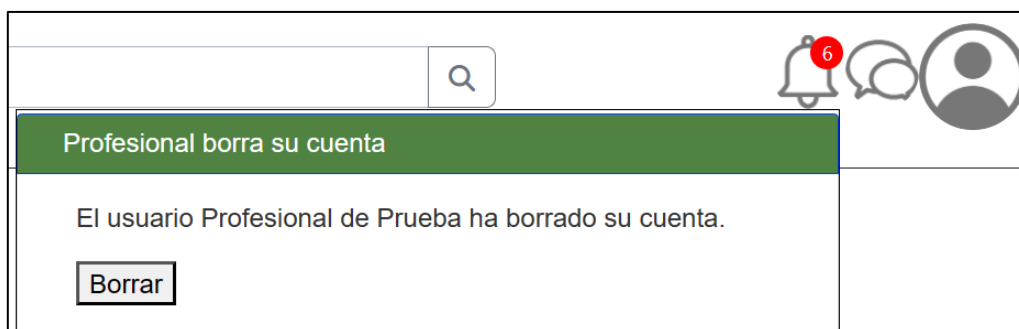 6
Profesional borra su cuenta
El usuario Profesional de Prueba ha borrado su cuenta.
Borrar